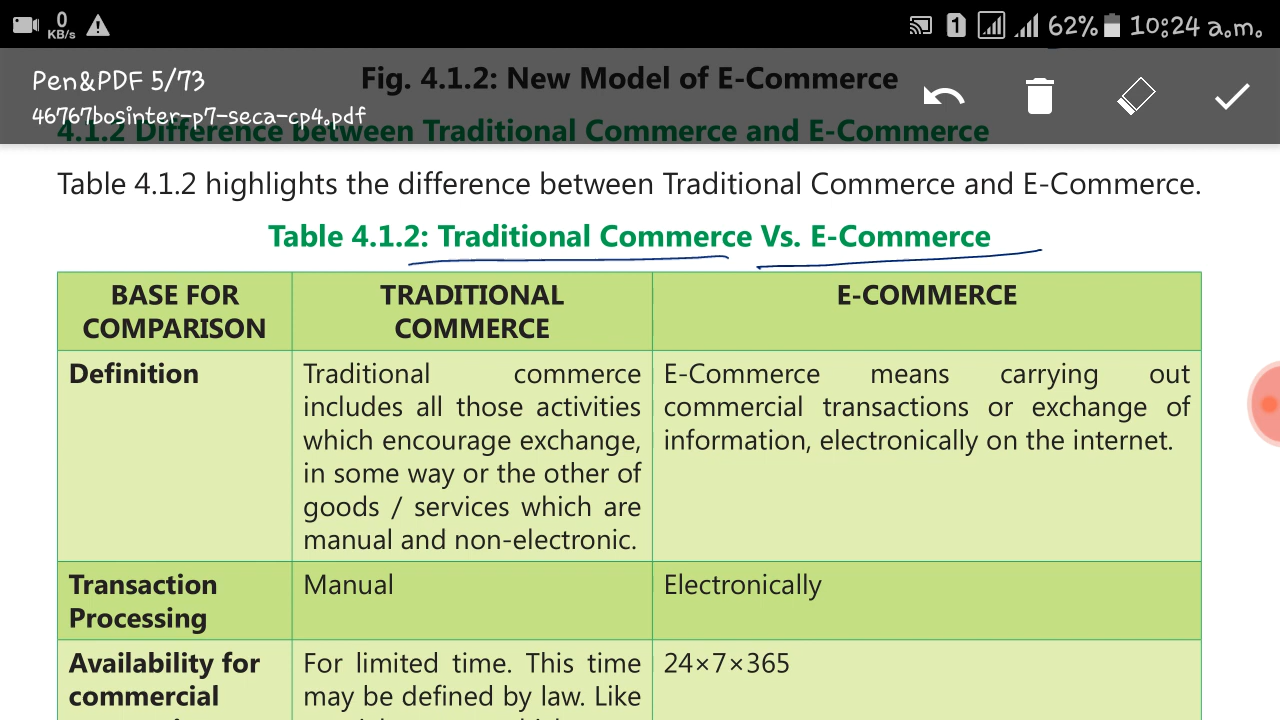 0
KB/s
1
62%
10:24 a.m.
Pen&PDF 5/73
46767bosinter-p7-seca-cp4.pdf
Fig. 4.1.2: New Model of E-Commerce
4.1.2 Difference between Traditional Commerce and E-Commerce
Table 4.1.2 highlights the difference between Traditional Commerce and E-Commerce.
Table 4.1.2: Traditional Commerce Vs. E-Commerce
BASE FOR
COMPARISON
TRADITIONAL
COMMERCE
E-COMMERCE
Definition
Traditional commerce
includes all those activities
which encourage exchange,
in some way or the other of
goods / services which are
manual and non-electronic.
E-Commerce means carrying out
commercial transactions or exchange of
information, electronically on the internet.
Transaction
Processing
Manual
Electronically
Availability for
commercial
For limited time. This time
may be defined by law. Like
24×7×365